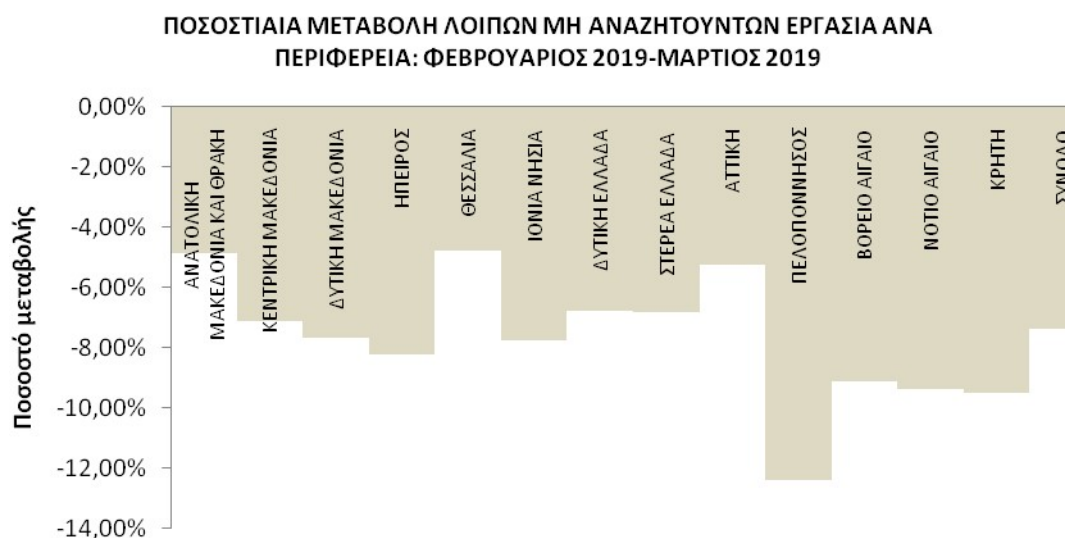 ΠΟΣΟΣΤΙΑΙΑ ΜΕΤΑΒΟΛΗ ΛΟΙΠΩΝ ΜΗ ΑΝΑΖΗΤΟΥΝΤΩΝ ΕΡΓΑΣΙΑ ΑΝΑ
ΠΕΡΙΦΕΡΕΙΑ: ΦΕΒΡΟΥΑΡΙΟΣ 2019-ΜΑΡΤΙΟΣ 2019
Ποσοστό μεταβολής
0,00%
-2,00%
-4,00%
-6,00%
-8,00%
-10,00%
-12,00%
-14,00%
ΑΝΑΤΟΛΙΚΗ
ΜΑΚΕΔΟΝΙΑ ΚΑΙ ΘΡΑΚΗ
ΚΕΝΤΡΙΚΗ ΜΑΚΕΔΟΝΙΑ
ΔΥΤΙΚΗ ΜΑΚΕΔΟΝΙΑ
ΗΠΕΙΡΟΣ
ΘΕΣΣΑΛΙΑ
ΙΟΝΙΑ ΝΗΣΙΑ
ΔΥΤΙΚΗ ΕΛΛΑΔΑ
ΣΤΕΡΕΑ ΕΛΛΑΔΑ
ΑΤΤΙΚΗ
ΠΕΛΟΠΟΝΝΗΣΟΣ
ΒΟΡΕΙΟ ΑΙΓΑΙΟ
ΝΟΤΙΟ ΑΙΓΑΙΟ
ΚΡΗΤΗ
ΣΥΝΟΛΟ